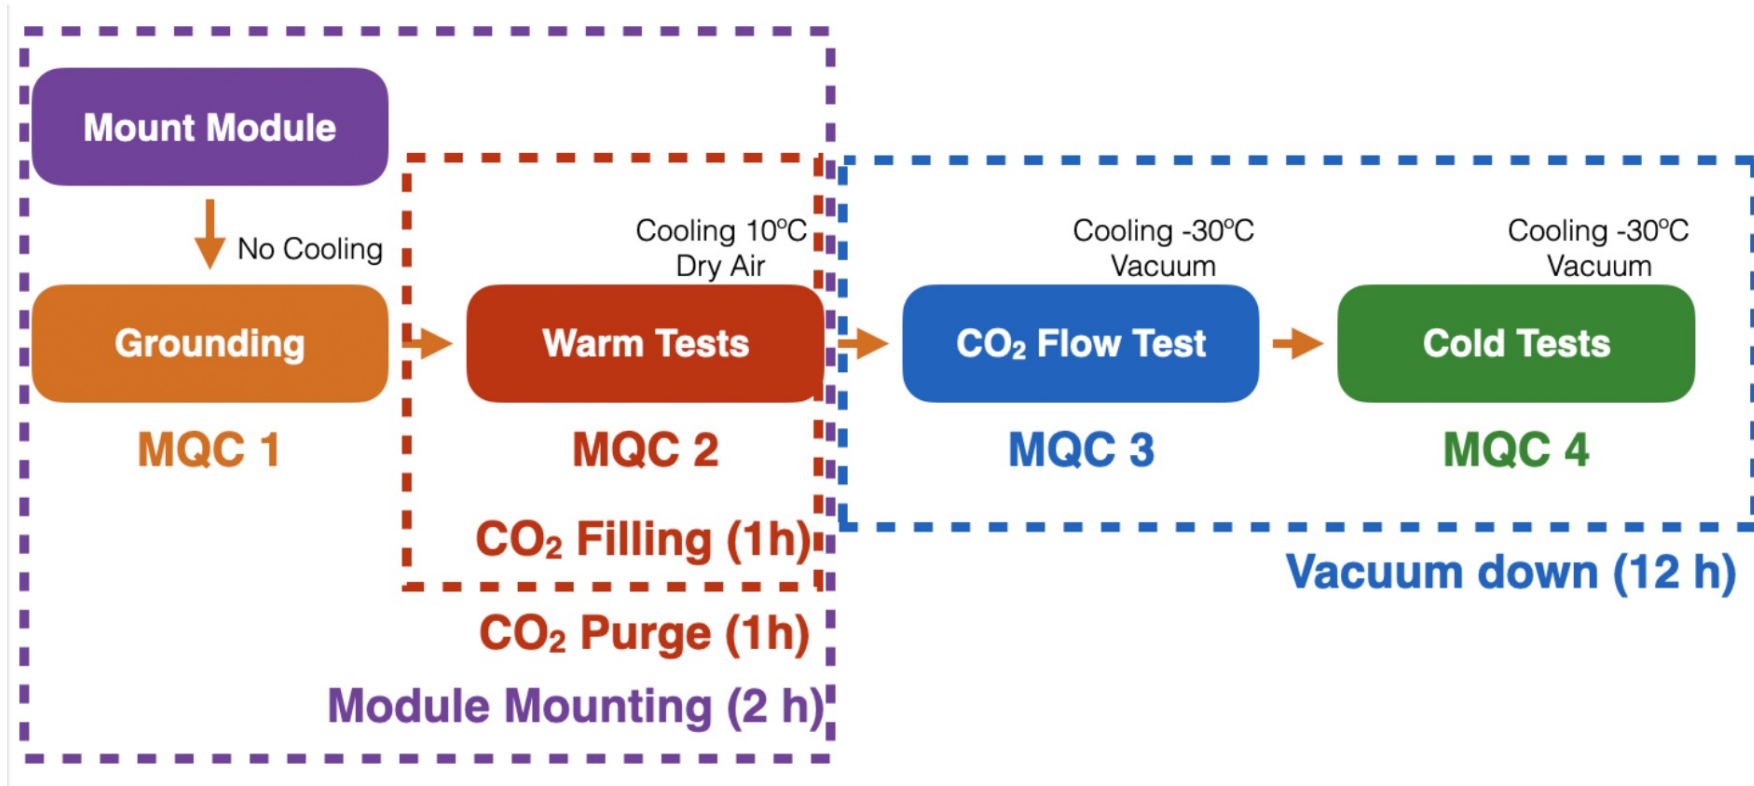 Mount Module
No Cooling
Grounding
MQC 1
Cooling 10ºC
Dry Air
Warm Tests
MQC 2
CO₂ Filling (1h)
CO₂ Purge (1h)
Module Mounting (2 h)
Cooling -30ºC
Vacuum
CO₂ Flow Test
MQC 3
Cooling -30ºC
Vacuum
Cold Tests
MQC 4
Vacuum down (12 h)